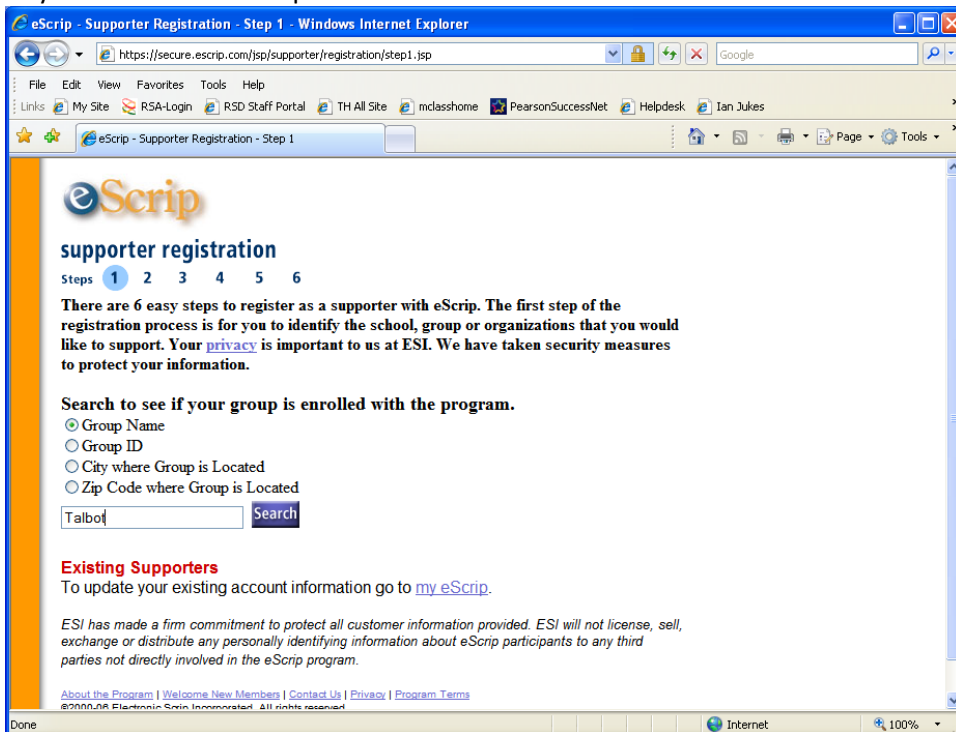 eScrip - Supporter Registration - Step 1 - Windows Internet Explorer
https://secure.escrip.com/jsp/supporter/registration/step1.jsp Google
File Edit View Favorites Tools Help
Links My Site RSA-Login RSD Staff Portal TH All Site mclasshome PearsonSuccessNet Helpdesk Ian Jukes
eScrip - Supporter Registration - Step 1 Page Tools
eScrip
supporter registration
Steps 1 2 3 4 5 6
There are 6 easy steps to register as a supporter with eScrip. The first step of the
registration process is for you to identify the school, group or organizations that you would
like to support. Your privacy is important to us at ESI. We have taken security measures
to protect your information.
Search to see if your group is enrolled with the program.
Group Name
Group ID
City where Group is Located
Zip Code where Group is Located
Talbot Search
Existing Supporters
To update your existing account information go to my eScrip.
ESI has made a firm commitment to protect all customer information provided. ESI will not license, sell,
exchange or distribute any personally identifying information about eScrip participants to any third
parties not directly involved in the eScrip program.
About the Program | Welcome New Members | Contact Us | Privacy | Program Terms
©2000-06 Electronic Scrip Incorporated. All rights reserved
Done Internet 100%